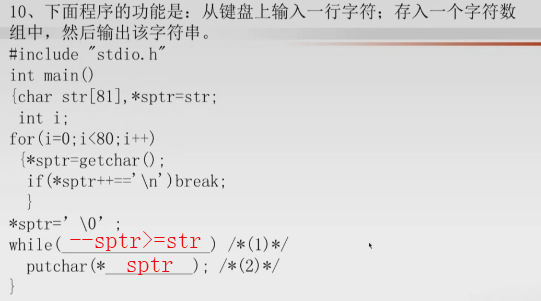 10、下面程序的功能是：从键盘上输入一行字符；存入一个字符数
组中，然后输出该字符串。
#include "stdio.h"
int main()
{char str[81],*sptr=str;
int i;
for(i=0;i<80;i++)
{*sptr=getchar();
if(*sptr++=='\n')break;
}
*sptr=’\0’;
while(--sptr>=str) /*(1)*/
putchar(*sptr); /*(2)*/
}